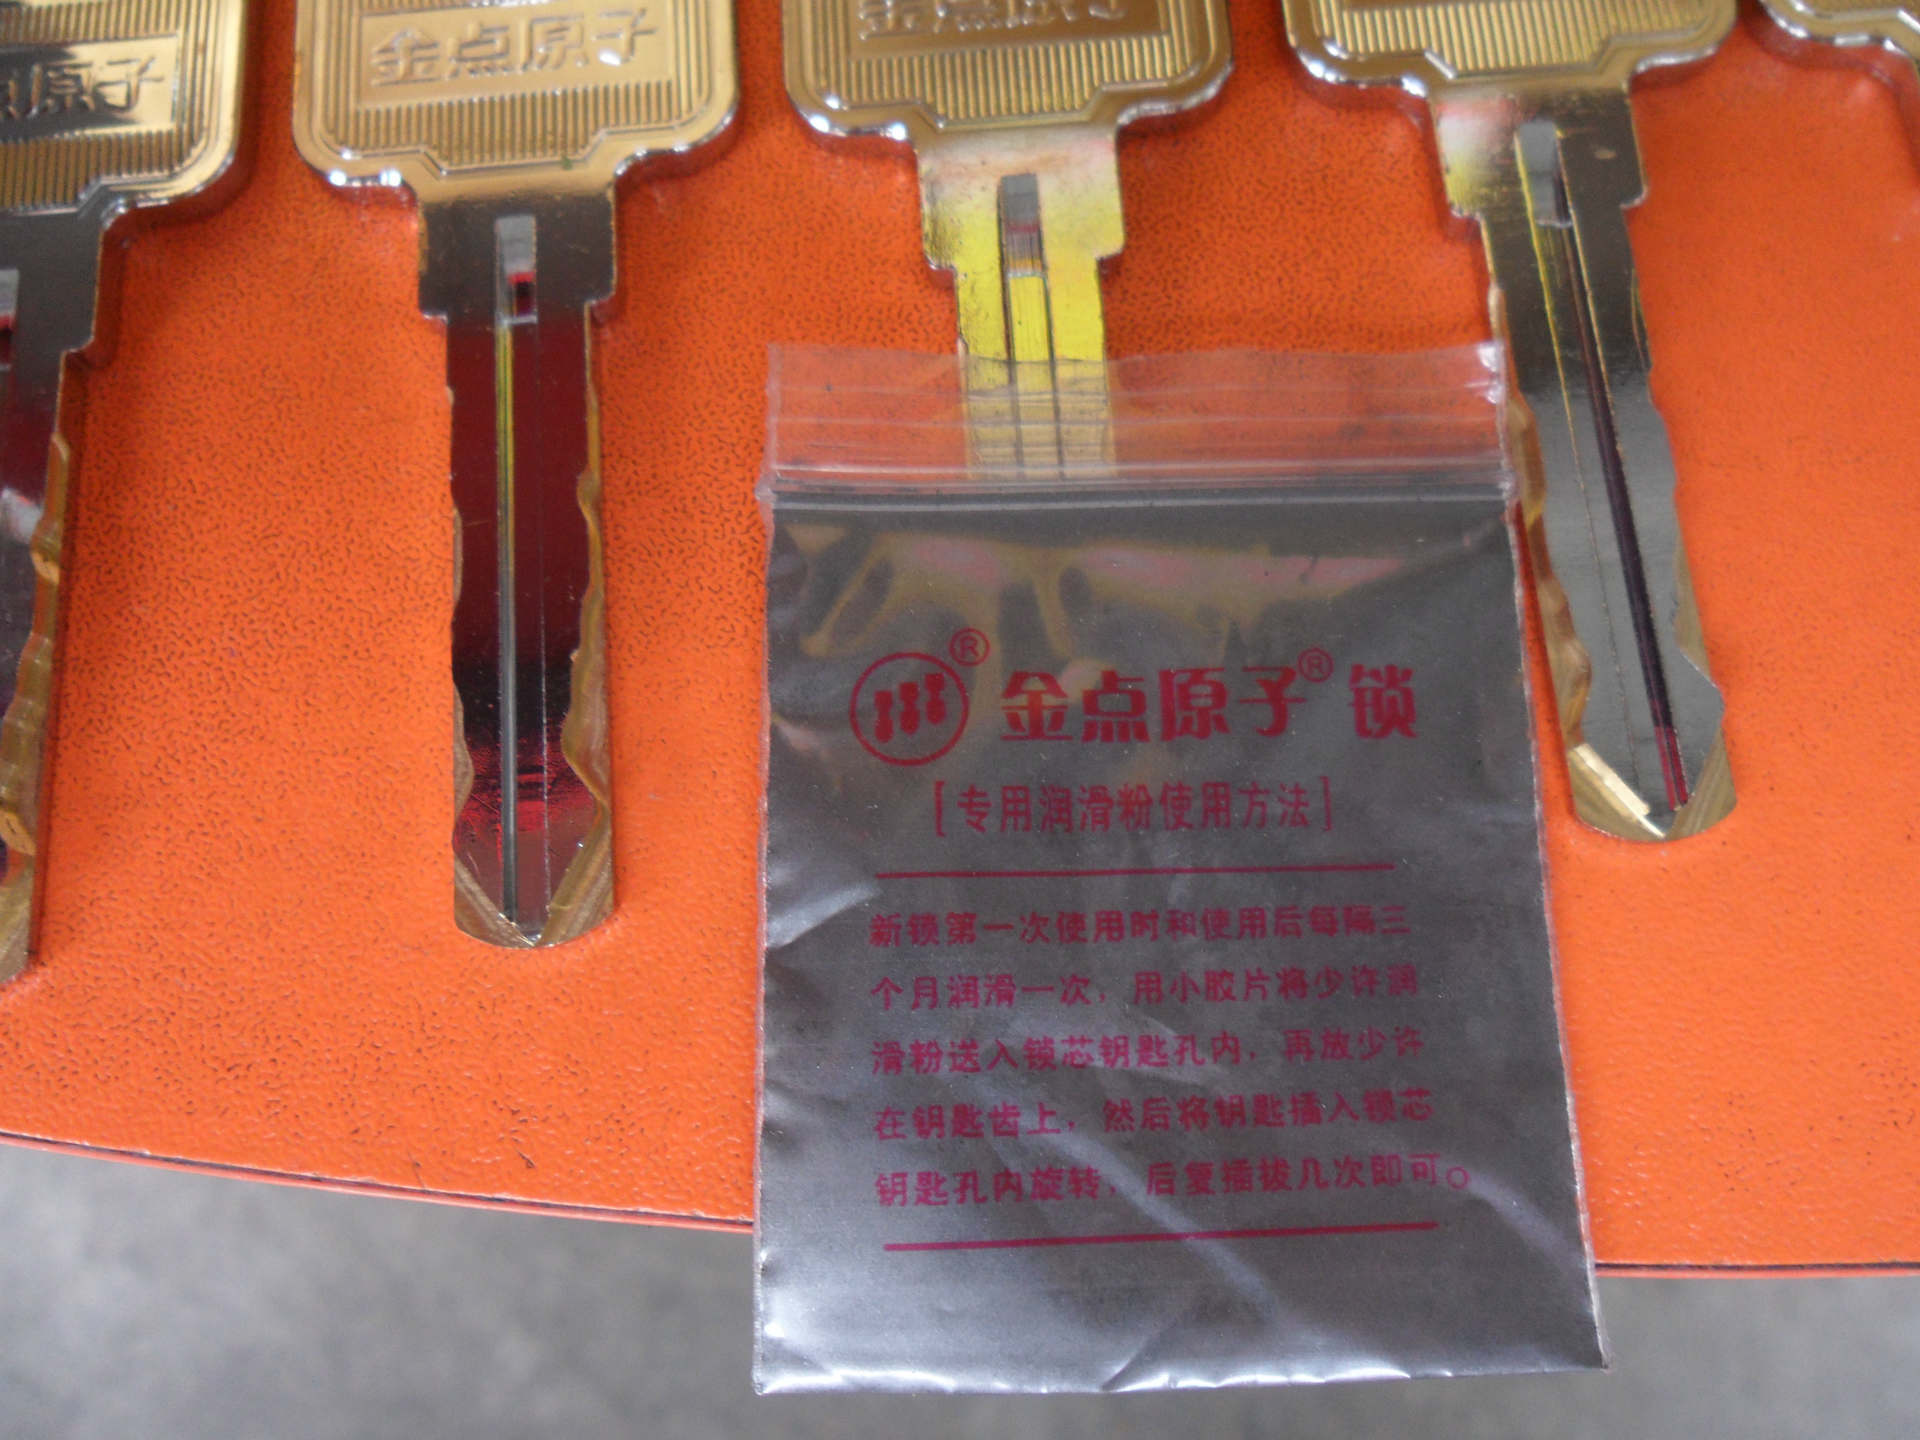 原子
金点原子
金点原子
® 金点原子® 锁
[专用润滑粉使用方法]
新锁第一次使用时和使用后每隔三
个月润滑一次，用小胶片将少许润
滑粉送入锁芯钥匙孔内，再放少许
在钥匙齿上，然后将钥匙插入锁芯
钥匙孔内旋转，后复插拔几次即可。